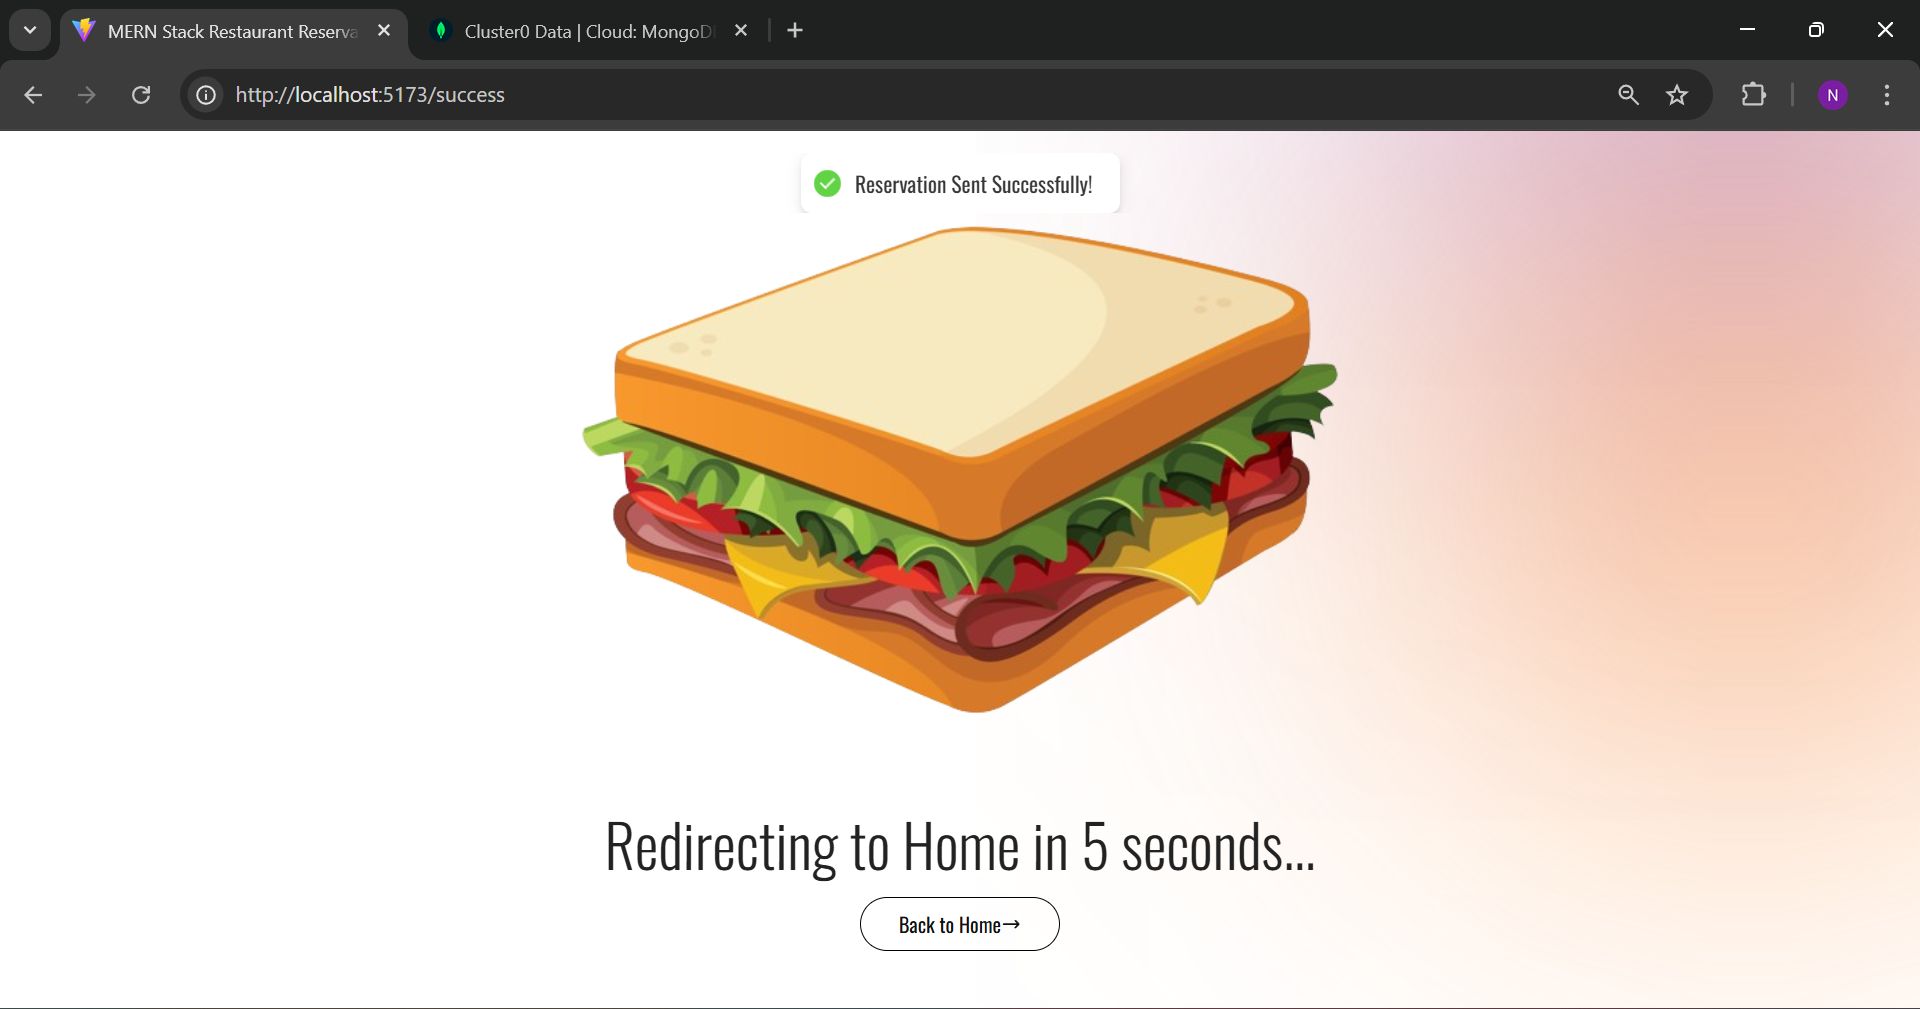 MERN Stack Restaurant Reserva
Cluster0 Data | Cloud: MongoD
http://localhost:5173/success
N
Reservation Sent Successfully!
Redirecting to Home in 5 seconds...
Back to Home→